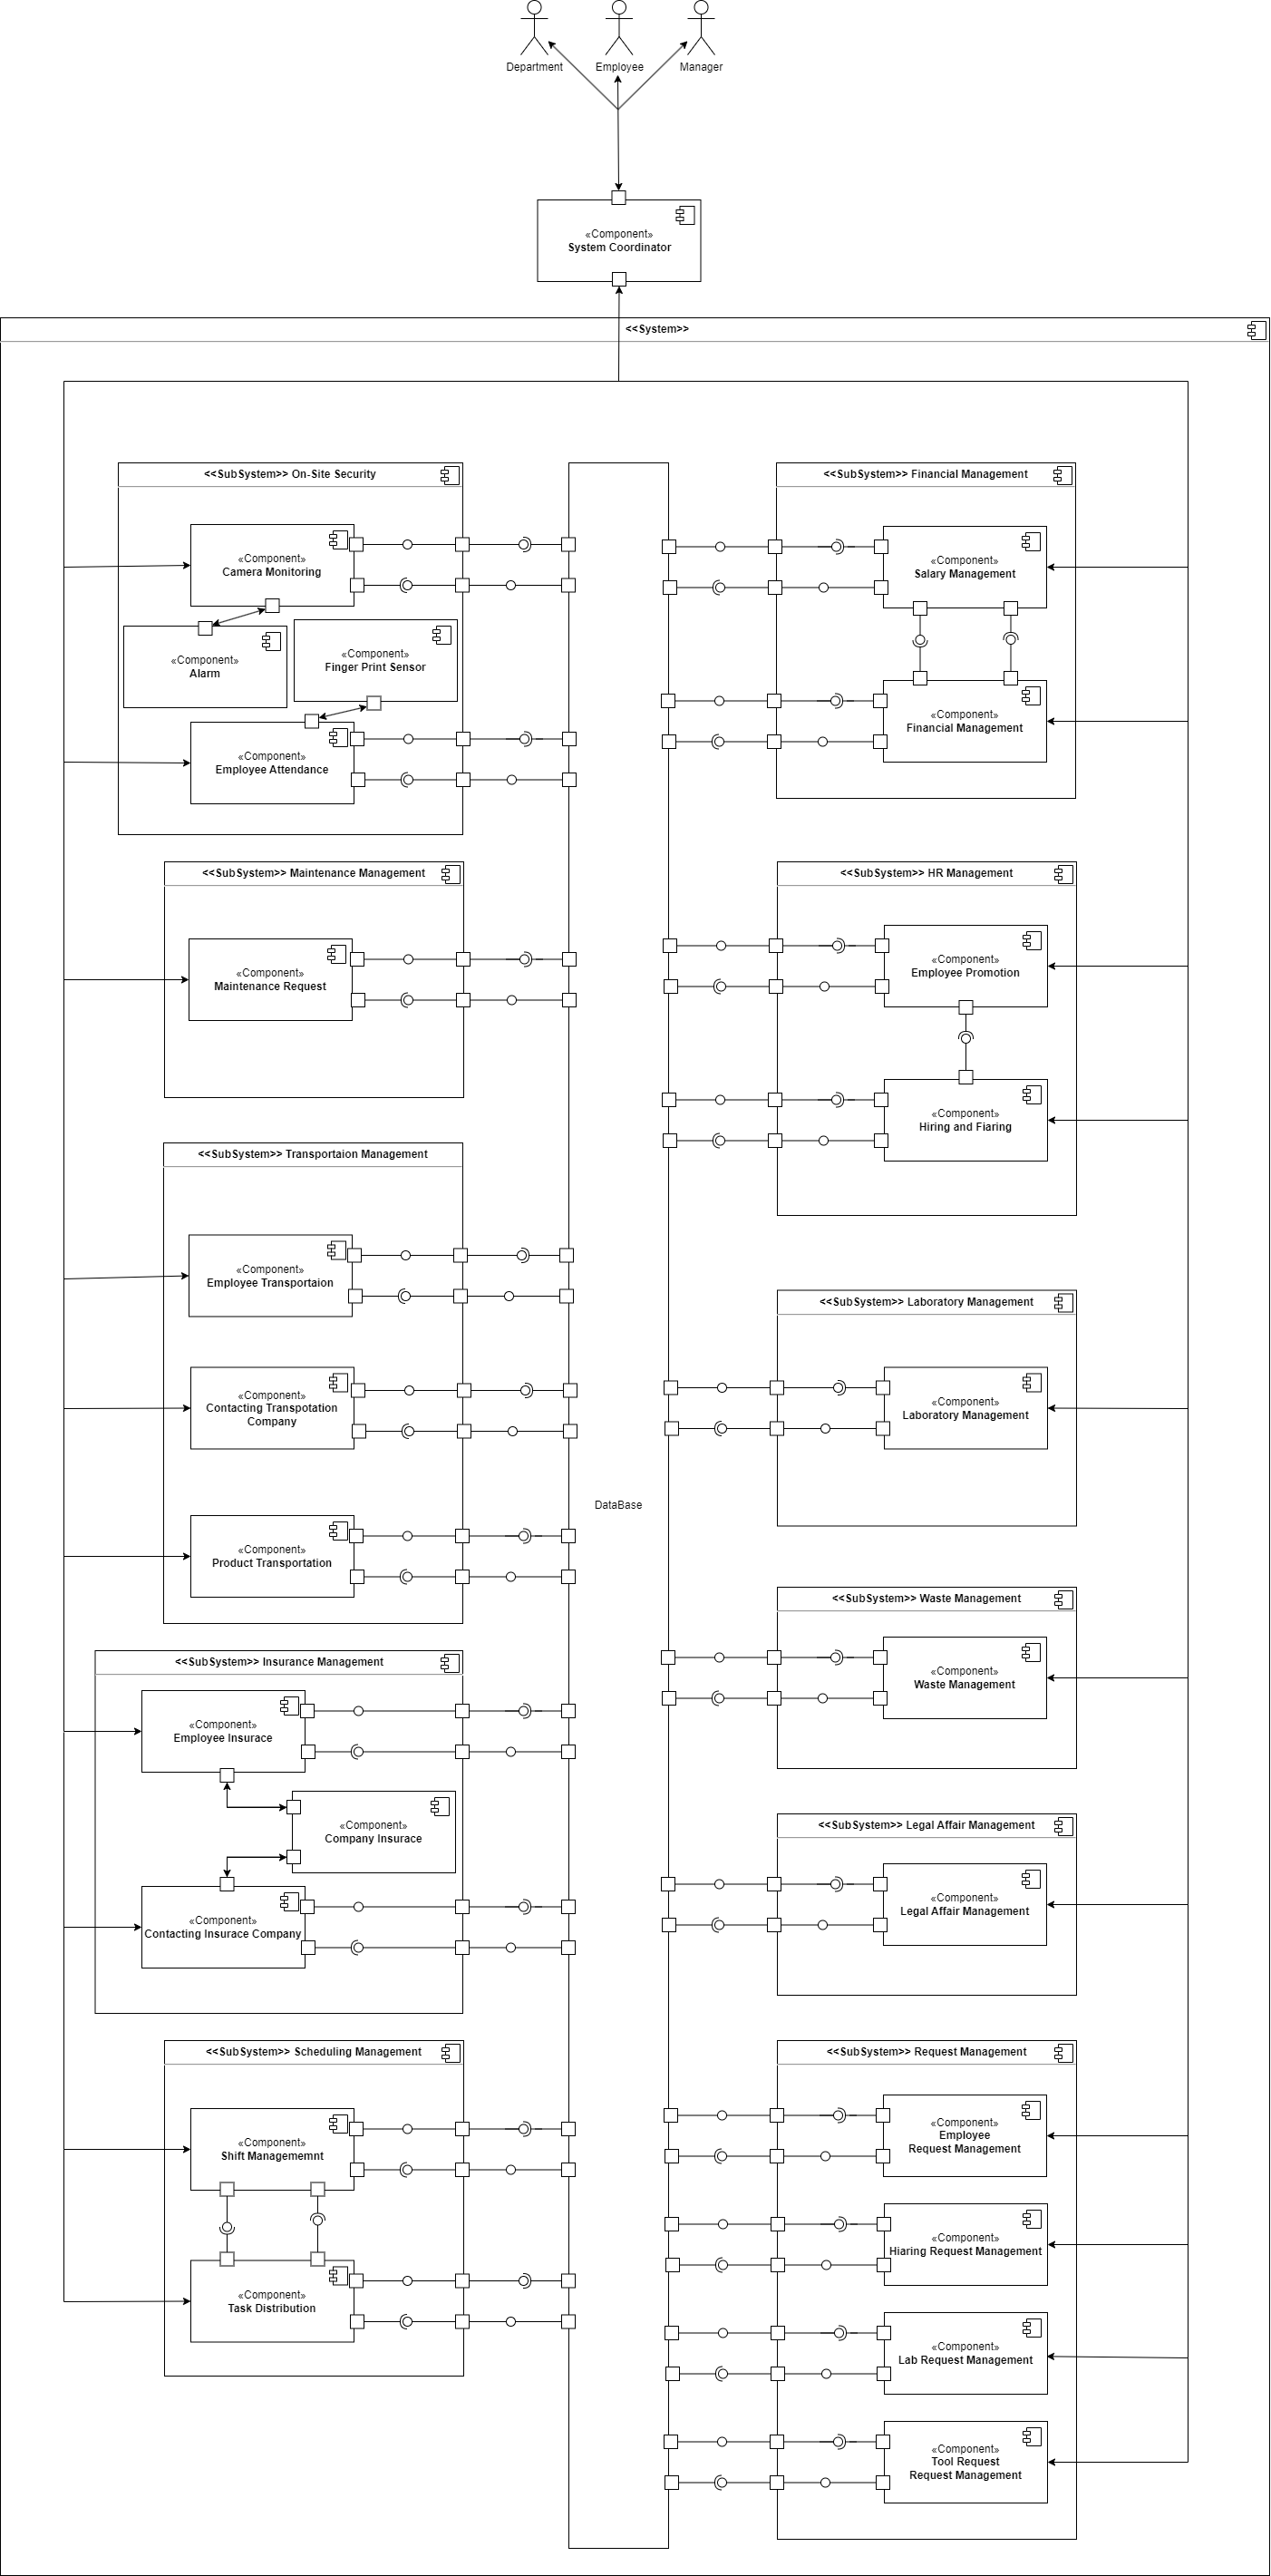 Department
Employee
Manager
«Component»
System Coordinator
<<System>>
<<SubSystem>> On-Site Security
«Component»
Camera Monitoring
«Component»
Alarm
«Component»
Finger Print Sensor
«Component»
Employee Attendance
<<SubSystem>> Maintenance Management
«Component»
Maintenance Request
<<SubSystem>> Transportaion Management
«Component»
Employee Transportaion
«Component»
Contacting Transpotation
Company
«Component»
Product Transportation
<<SubSystem>> Insurance Management
«Component»
Employee Insurace
«Component»
Company Insurace
«Component»
Contacting Insurace Company
<<SubSystem>> Scheduling Management
«Component»
Shift Managememnt
«Component»
Task Distribution
DataBase
<<SubSystem>> Financial Management
«Component»
Salary Management
«Component»
Financial Management
<<SubSystem>> HR Management
«Component»
Employee Promotion
«Component»
Hiring and Fiaring
<<SubSystem>> Laboratory Management
«Component»
Laboratory Management
<<SubSystem>> Waste Management
«Component»
Waste Management
<<SubSystem>> Legal Affair Management
«Component»
Legal Affair Management
<<SubSystem>> Request Management
«Component»
Employee
Request Management
«Component»
Hiaring Request Management
«Component»
Lab Request Management
«Component»
Tool Request
Request Management